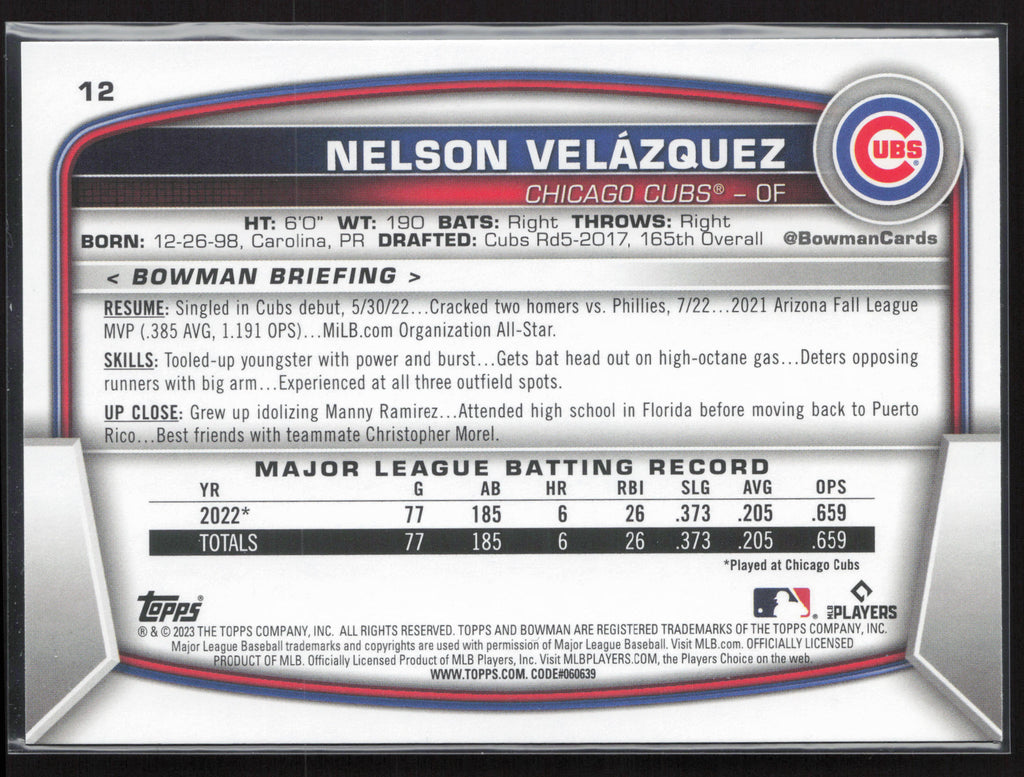 12
NELSON VELÁZQUEZ
CUBS®
CHICAGO CUBS® – OF
HT: 6'0" WT: 190 BATS: Right THROWS: Right
BORN: 12-26-98, Carolina, PR DRAFTED: Cubs Rd5-2017, 165th Overall @BowmanCards
< BOWMAN BRIEFING >
RESUME: Singled in Cubs debut, 5/30/22...Cracked two homers vs. Phillies, 7/22...2021 Arizona Fall League
MVP (.385 AVG, 1.191 OPS)...MiLB.com Organization All-Star.
SKILLS: Tooled-up youngster with power and burst...Gets bat head out on high-octane gas...Deters opposing
runners with big arm...Experienced at all three outfield spots.
UP CLOSE: Grew up idolizing Manny Ramirez...Attended high school in Florida before moving back to Puerto
Rico...Best friends with teammate Christopher Morel.
MAJOR LEAGUE BATTING RECORD
YR G AB HR RBI SLG AVG OPS
2022* 77 185 6 26 .373 .205 .659
TOTALS 77 185 6 26 .373 .205 .659
*Played at Chicago Cubs
Topps®
MLB PLAYERS
® & © 2023 THE TOPPS COMPANY, INC. ALL RIGHTS RESERVED. TOPPS AND BOWMAN ARE REGISTERED TRADEMARKS OF THE TOPPS COMPANY, INC.
Major League Baseball trademarks and copyrights are used with permission of Major League Baseball. Visit MLB.com. OFFICIALLY LICENSED
PRODUCT OF MLB. Officially Licensed Product of MLB Players, Inc. Visit MLBPLAYERS.COM, the Players Choice on the web.
WWW.TOPPS.COM. CODE#060639